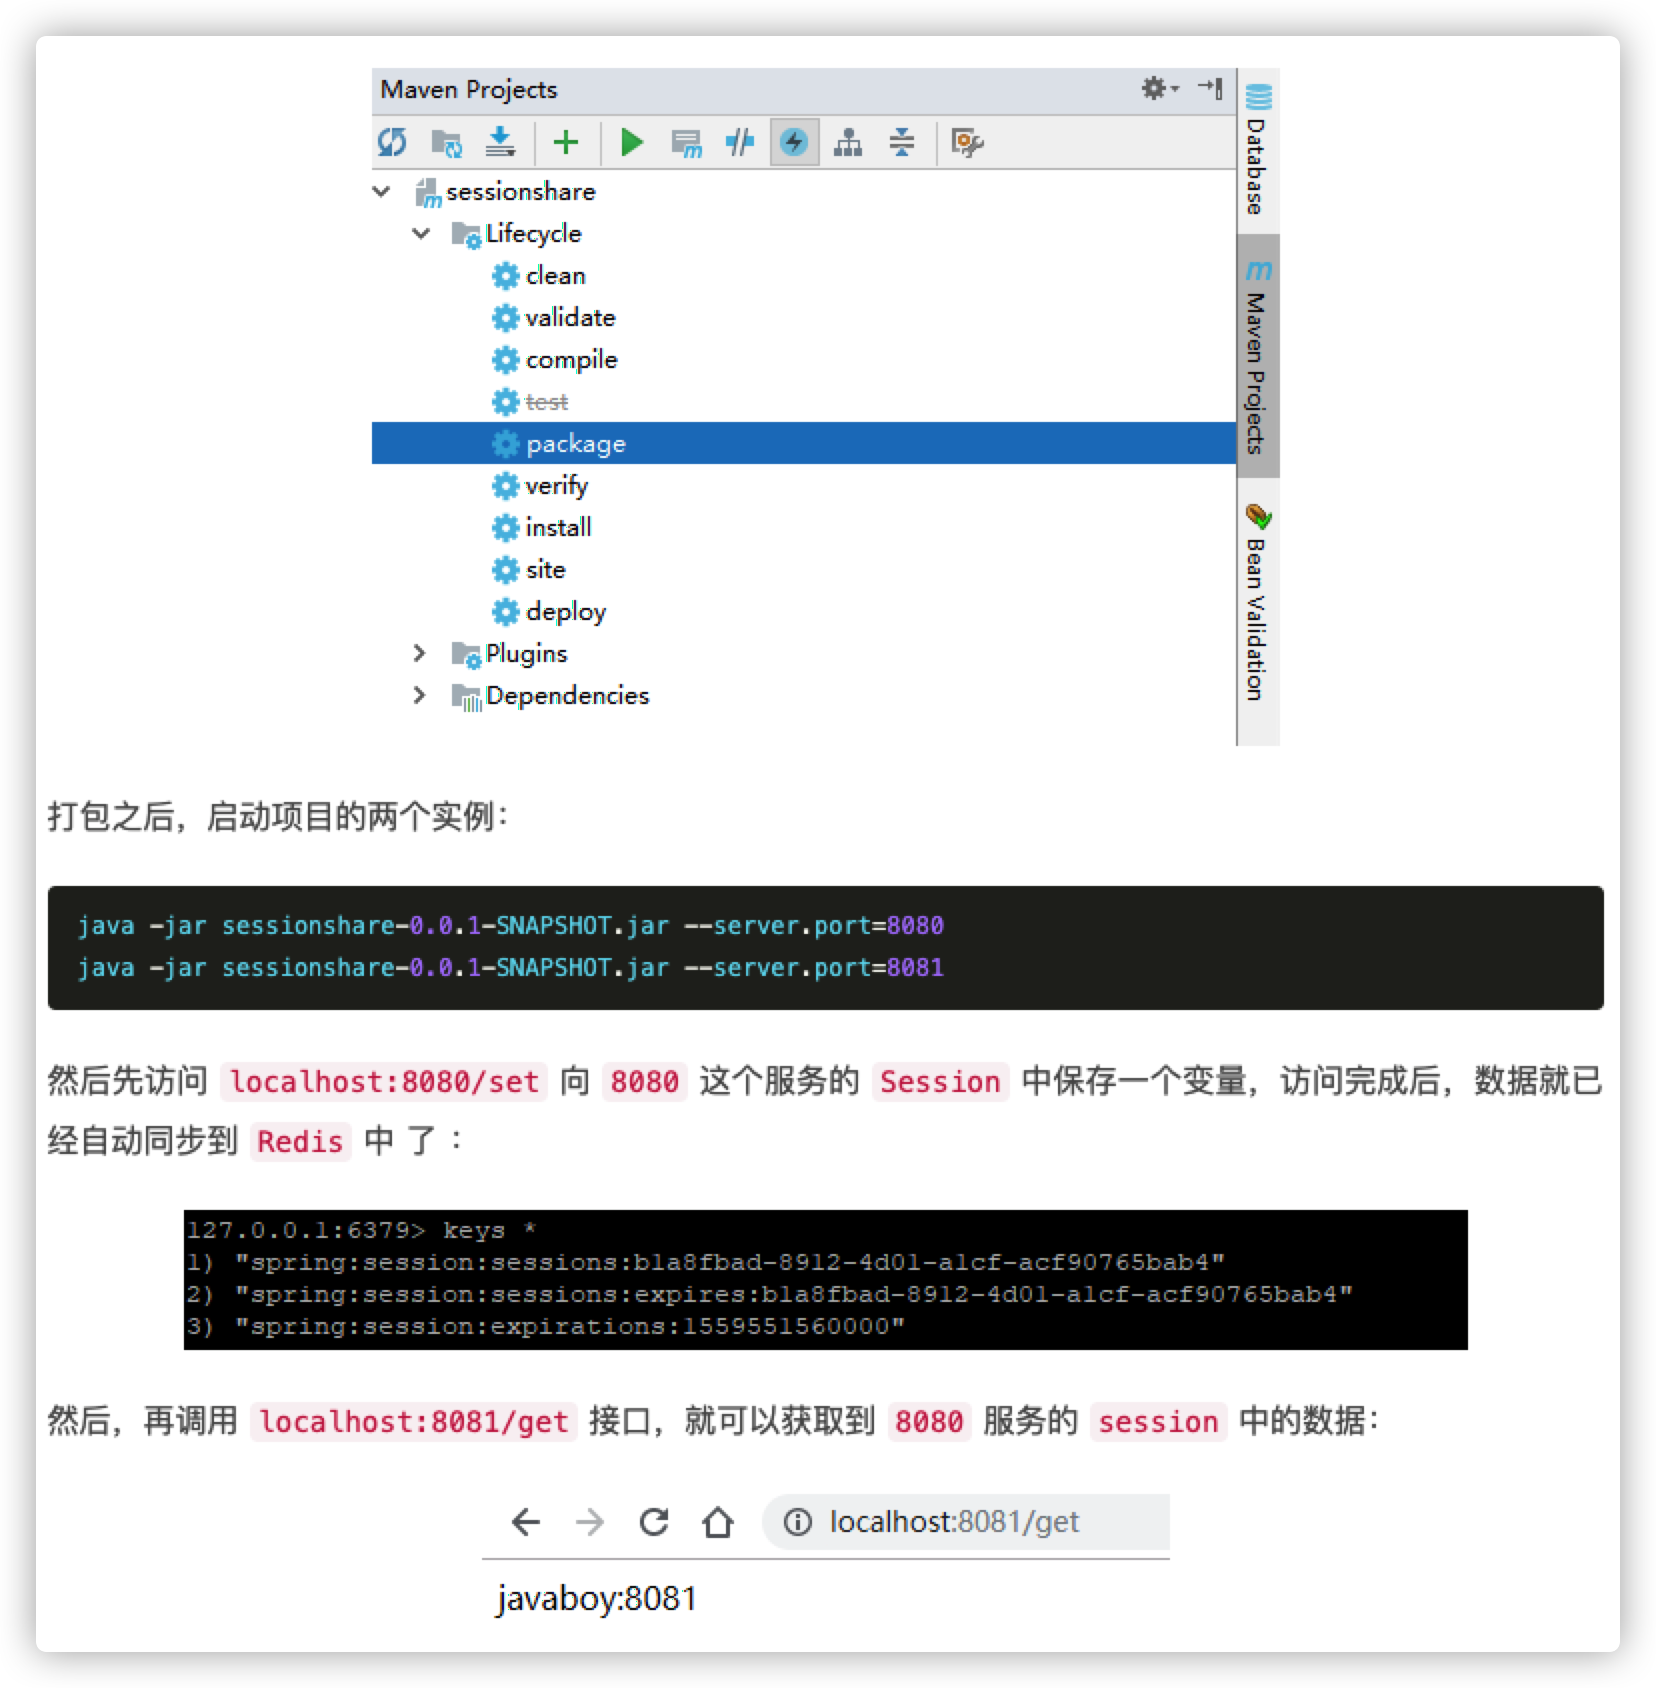 Maven Projects
sessionshare
Lifecycle
clean
validate
compile
test
package
verify
install
site
deploy
Plugins
Dependencies
Database
Maven Projects
Bean Validation
打包之后，启动项目的两个实例：
java -jar sessionshare-0.0.1-SNAPSHOT.jar --server.port=8080
java -jar sessionshare-0.0.1-SNAPSHOT.jar --server.port=8081
然后先访问 localhost:8080/set 向 8080 这个服务的 Session 中保存一个变量，访问完成后，数据就已
经自动同步到 Redis 中 了 ：
127.0.0.1:6379> keys *
1) "spring:session:sessions:b1a8fbad-8912-4d01-a1cf-acf90765bab4"
2) "spring:session:sessions:expires:b1a8fbad-8912-4d01-a1cf-acf90765bab4"
3) "spring:session:expirations:1559551560000"
然后，再调用 localhost:8081/get 接口，就可以获取到 8080 服务的 session 中的数据：
localhost:8081/get
javaboy:8081